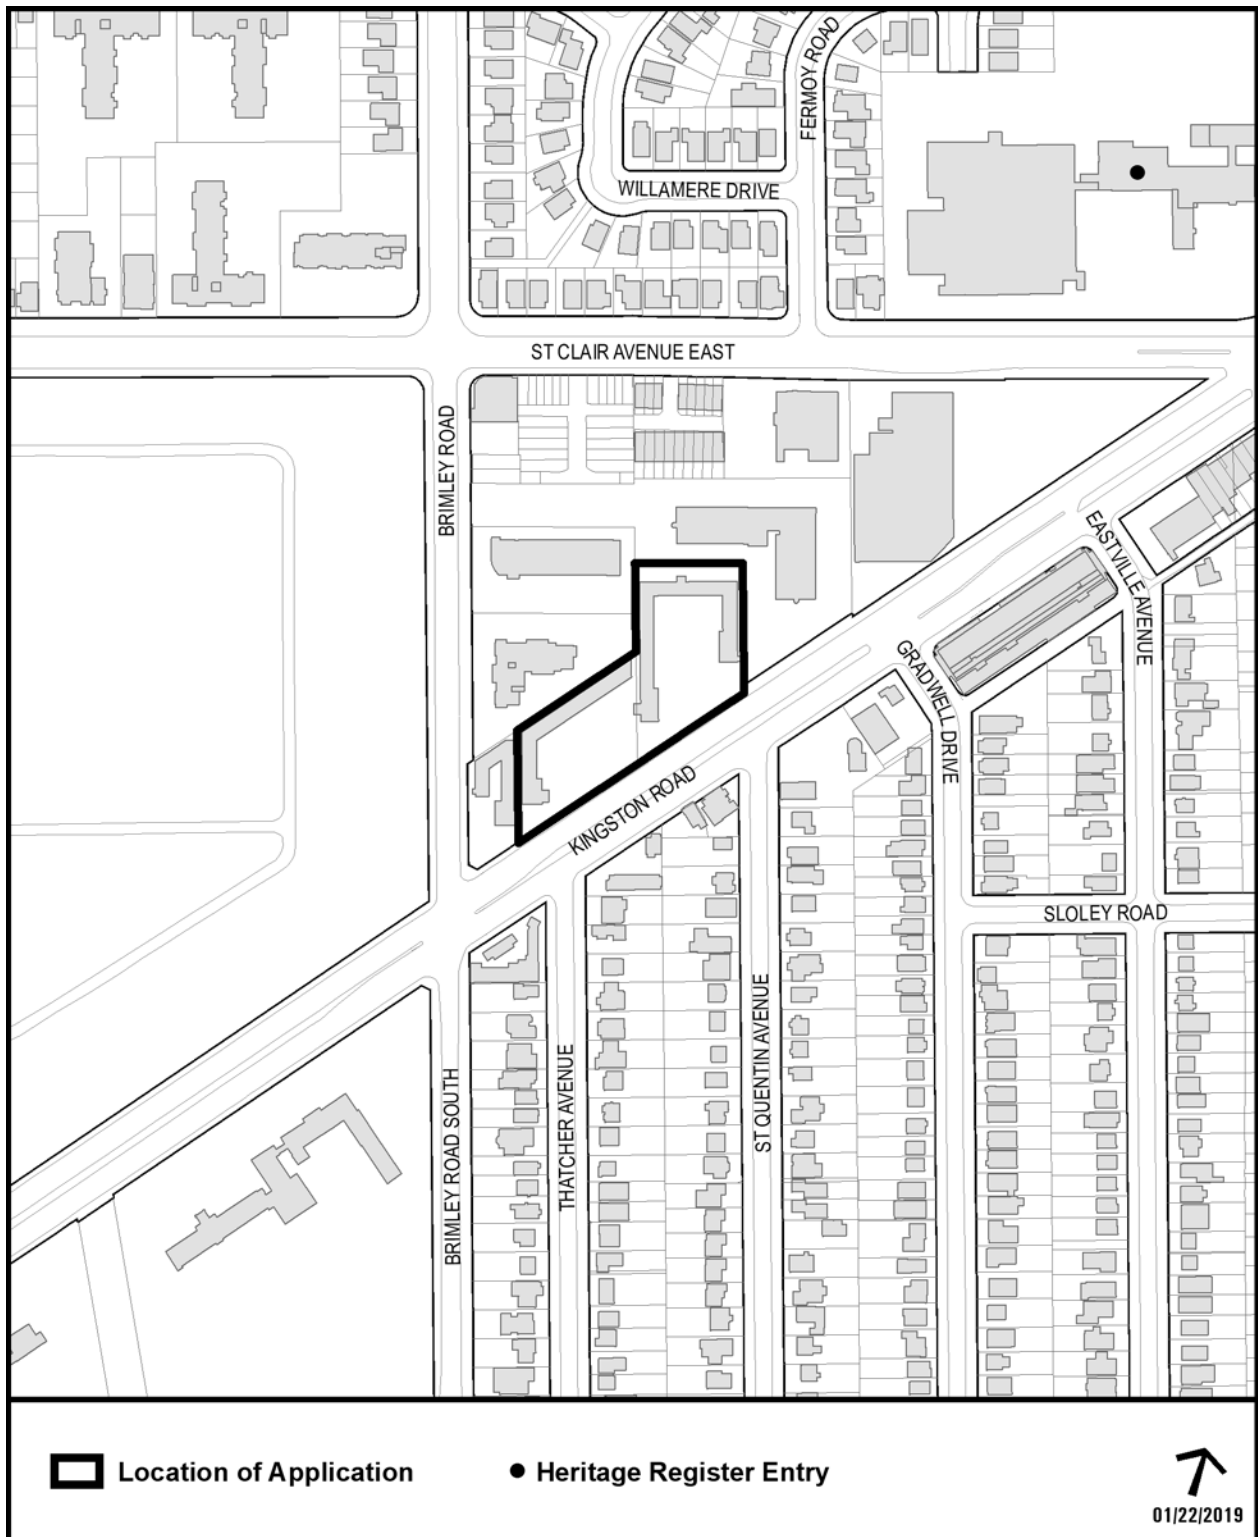 FERMOY ROAD
WILLAMERE DRIVE
ST CLAIR AVENUE EAST
BRIMLEY ROAD
EASTVILLE AVENUE
GRADWELL DRIVE
KINGSTON ROAD
SLOLEY ROAD
ST QUENTIN AVENUE
THATCHER AVENUE
BRIMLEY ROAD SOUTH
Location of Application
Heritage Register Entry
01/22/2019